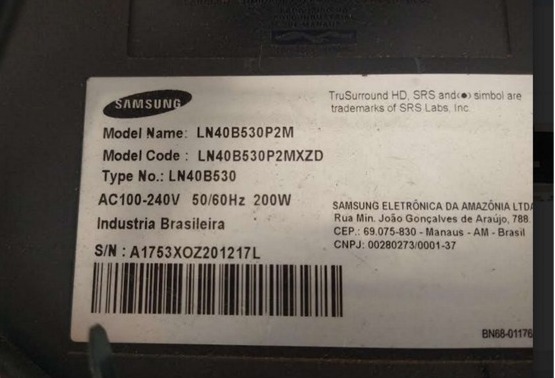 SAMSUNG
TruSurround HD, SRS and (●) simbol are
trademarks of SRS Labs, Inc.
Model Name: LN40B530P2M
Model Code : LN40B530P2MXZD
Type No.: LN40B530
AC100-240V 50/60Hz 200W
Industria Brasileira
S/N : A1753XOZ201217L
SAMSUNG ELETRÔNICA DA AMAZÔNIA LTDA
Rua Min. João Gonçalves de Araújo, 788
CEP.: 69.075-830 - Manaus - AM - Brasil
CNPJ: 00280273/0001-37
BN68-01176